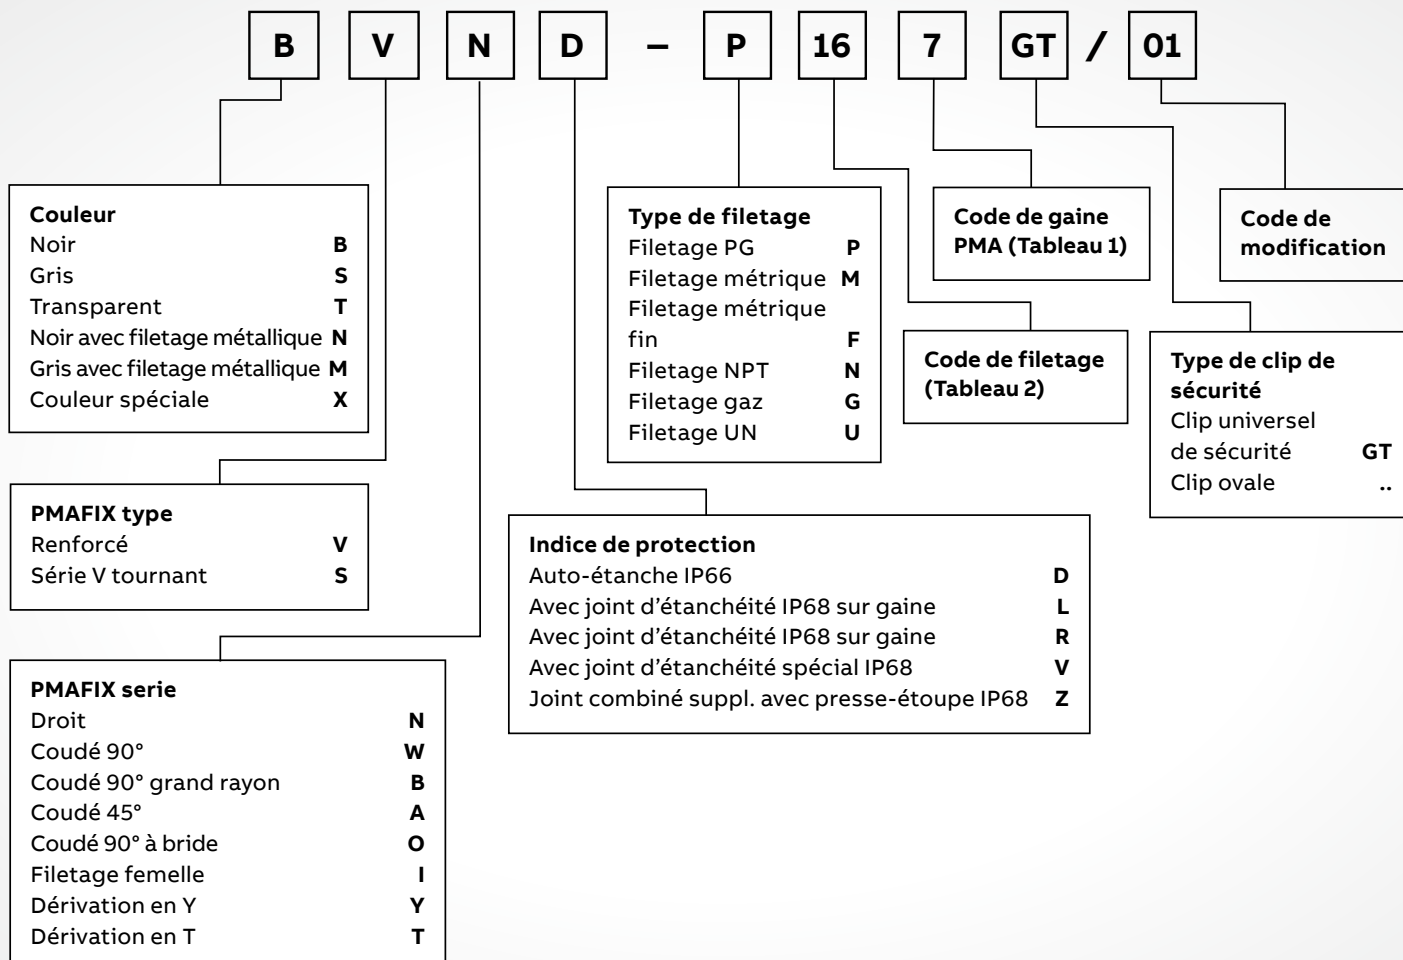 B V N D – P 16 7 GT / 01
Couleur
Noir B
Gris S
Transparent T
Noir avec filetage métallique N
Gris avec filetage métallique M
Couleur spéciale X
PMAFIX type
Renforcé V
Série V tournant S
PMAFIX serie
Droit N
Coudé 90° W
Coudé 90° grand rayon B
Coudé 45° A
Coudé 90° à bride O
Filetage femelle I
Dérivation en Y Y
Dérivation en T T
Indice de protection
Auto-étanche IP66 D
Avec joint d’étanchéité IP68 sur gaine L
Avec joint d’étanchéité IP68 sur gaine R
Avec joint d’étanchéité spécial IP68 V
Joint combiné suppl. avec presse-étoupe IP68 Z
Type de filetage
Filetage PG P
Filetage métrique M
Filetage métrique
fin F
Filetage NPT N
Filetage gaz G
Filetage UN U
Code de filetage
(Tableau 2)
Code de gaine
PMA (Tableau 1)
Type de clip de
sécurité
Clip universel
de sécurité GT
Clip ovale ..
Code de
modification